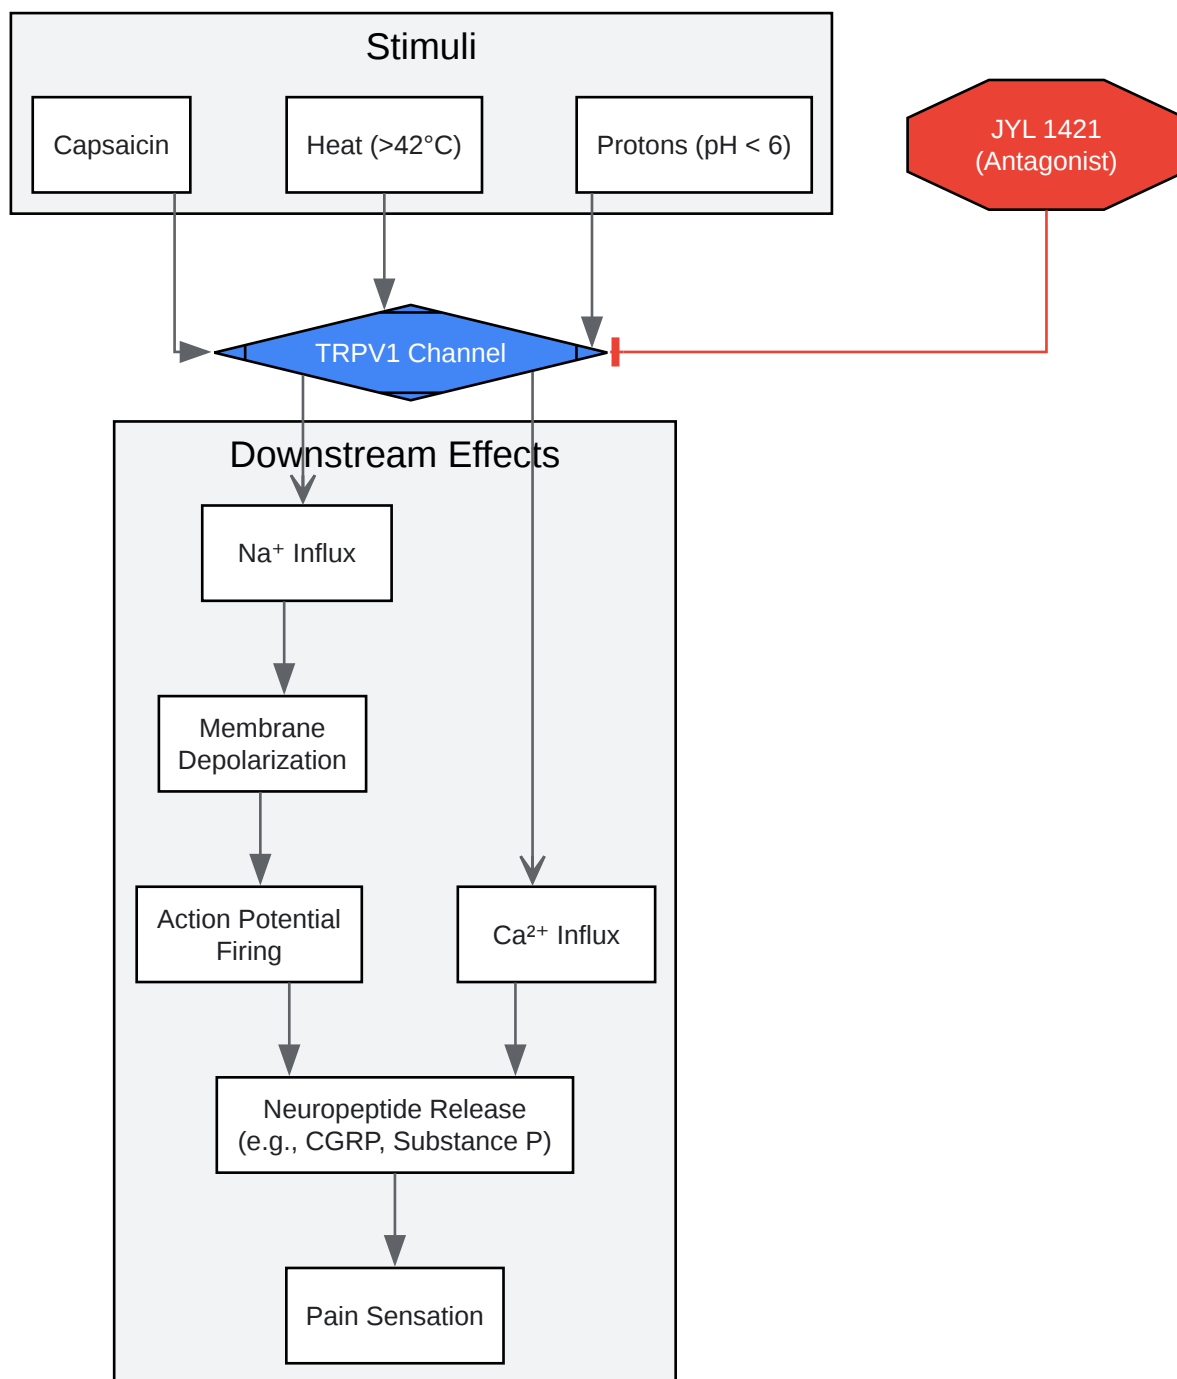 Stimuli
Capsaicin
Heat (>42°C)
Protons (pH < 6)
JYL 1421
(Antagonist)
TRPV1 Channel
Downstream Effects
Na⁺ Influx
Membrane
Depolarization
Action Potential
Firing
Ca²⁺ Influx
Neuropeptide Release
(e.g., CGRP, Substance P)
Pain Sensation